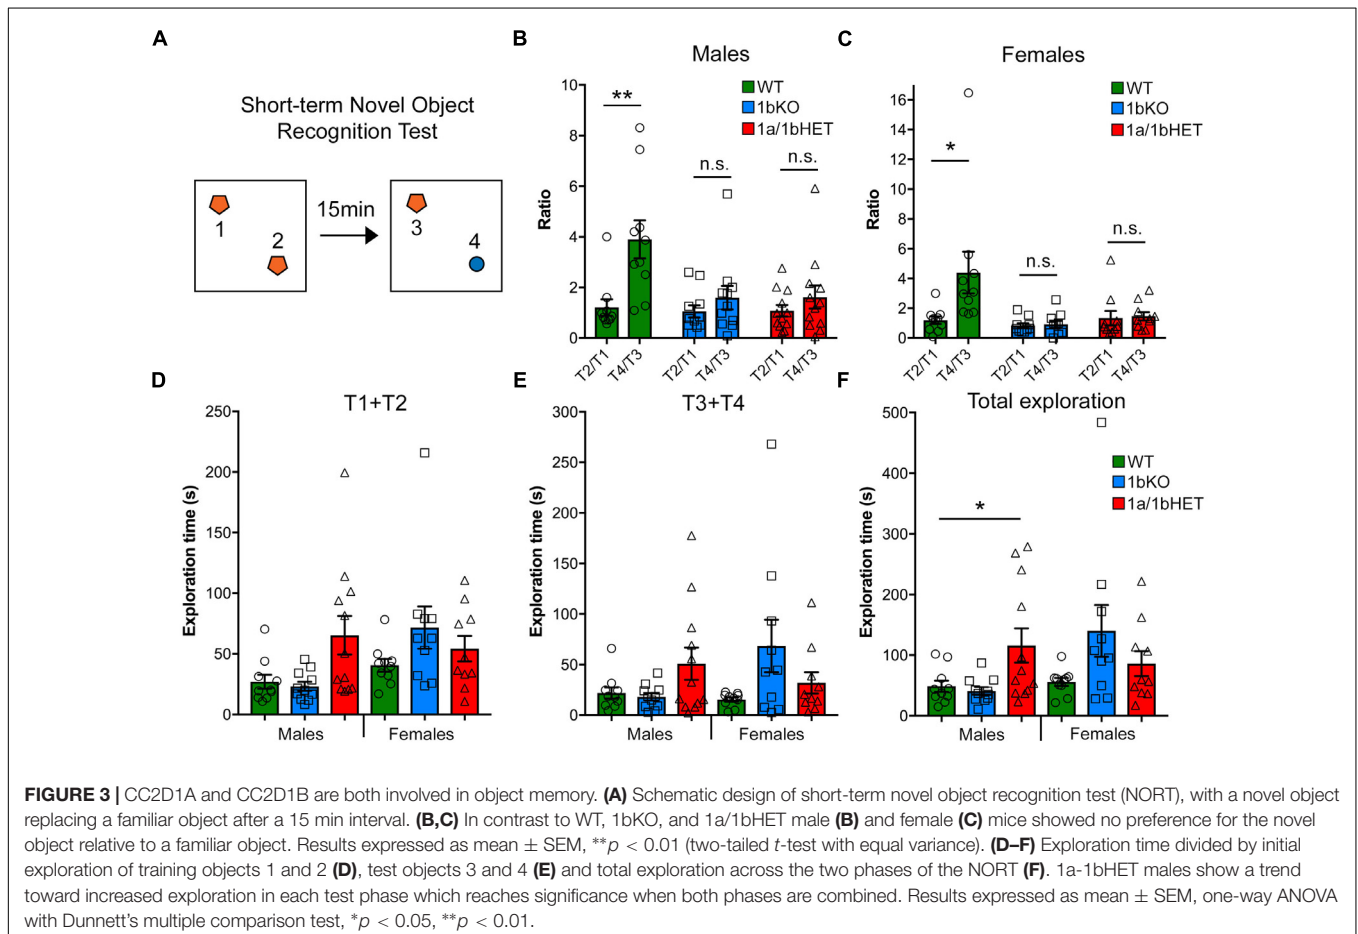 A
Short-term Novel Object
Recognition Test
1
2
15min
3
4
B
Males
WT
1bKO
1a/1bHET
**
n.s.
n.s.
Ratio
10
8
6
4
2
0
T2/T1
T4/T3
T2/T1
T4/T3
T2/T1
T4/T3
C
Females
WT
1bKO
1a/1bHET
*
n.s.
n.s.
Ratio
16
14
12
10
8
6
4
2
0
T2/T1
T4/T3
T2/T1
T4/T3
T2/T1
T4/T3
D
T1+T2
Exploration time (s)
250
200
150
100
50
0
Males
Females
E
T3+T4
Exploration time (s)
300
250
200
150
100
50
0
Males
Females
F
Total exploration
WT
1bKO
1a/1bHET
*
Exploration time (s)
500
400
300
200
100
0
Males
Females
FIGURE 3 | CC2D1A and CC2D1B are both involved in object memory. (A) Schematic design of short-term novel object recognition test (NORT), with a novel object
replacing a familiar object after a 15 min interval. (B,C) In contrast to WT, 1bKO, and 1a/1bHET male (B) and female (C) mice showed no preference for the novel
object relative to a familiar object. Results expressed as mean ± SEM, **p < 0.01 (two-tailed t-test with equal variance). (D–F) Exploration time divided by initial
exploration of training objects 1 and 2 (D), test objects 3 and 4 (E) and total exploration across the two phases of the NORT (F). 1a-1bHET males show a trend
toward increased exploration in each test phase which reaches significance when both phases are combined. Results expressed as mean ± SEM, one-way ANOVA
with Dunnett's multiple comparison test, *p < 0.05, **p < 0.01.